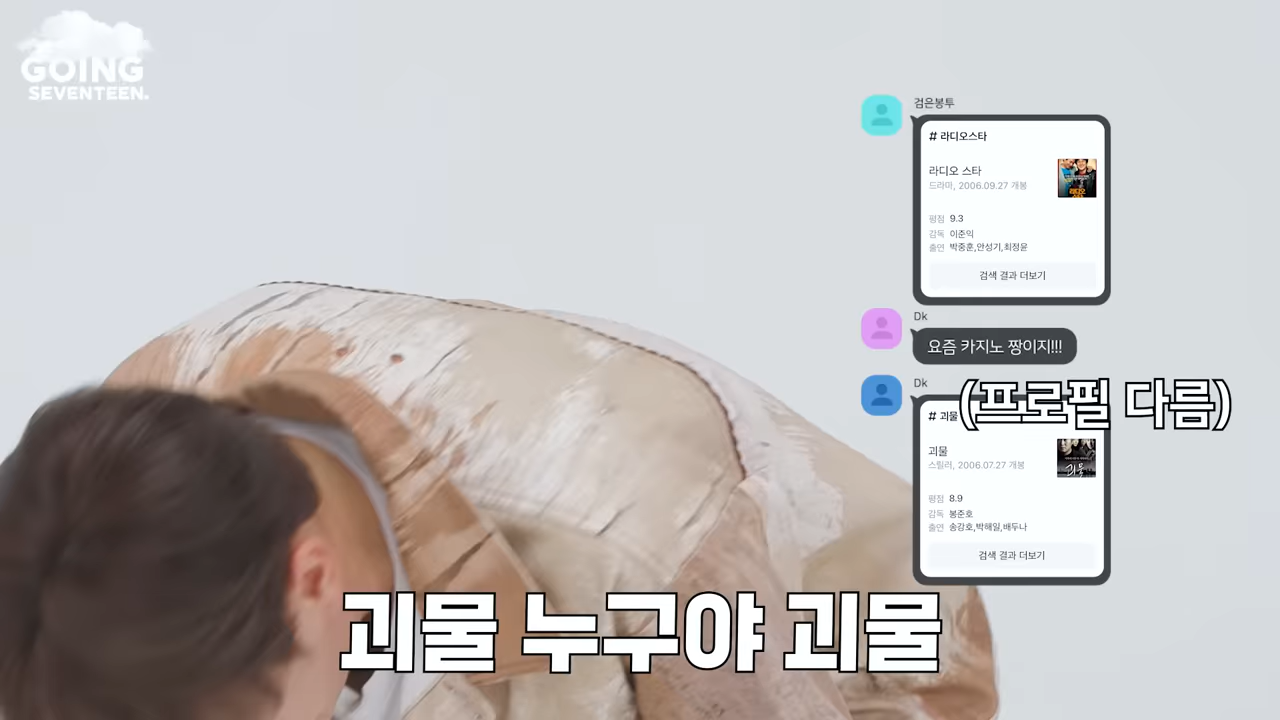 GOING
SEVENTEEN.
검은봉투
# 라디오스타
라디오 스타
드라마, 2006.09.27 개봉
라디오
평점 9.3
감독 이준익
출연 박중훈,안성기,최정윤
검색 결과 더보기
Dk
요즘 카지노 짱이지!!!
Dk
(프로필 다름)
# 괴물
괴물
스릴러, 2006.07.27 개봉
괴물
평점 8.9
감독 봉준호
출연 송강호,박해일,배두나
검색 결과 더보기
괴물 누구야 괴물